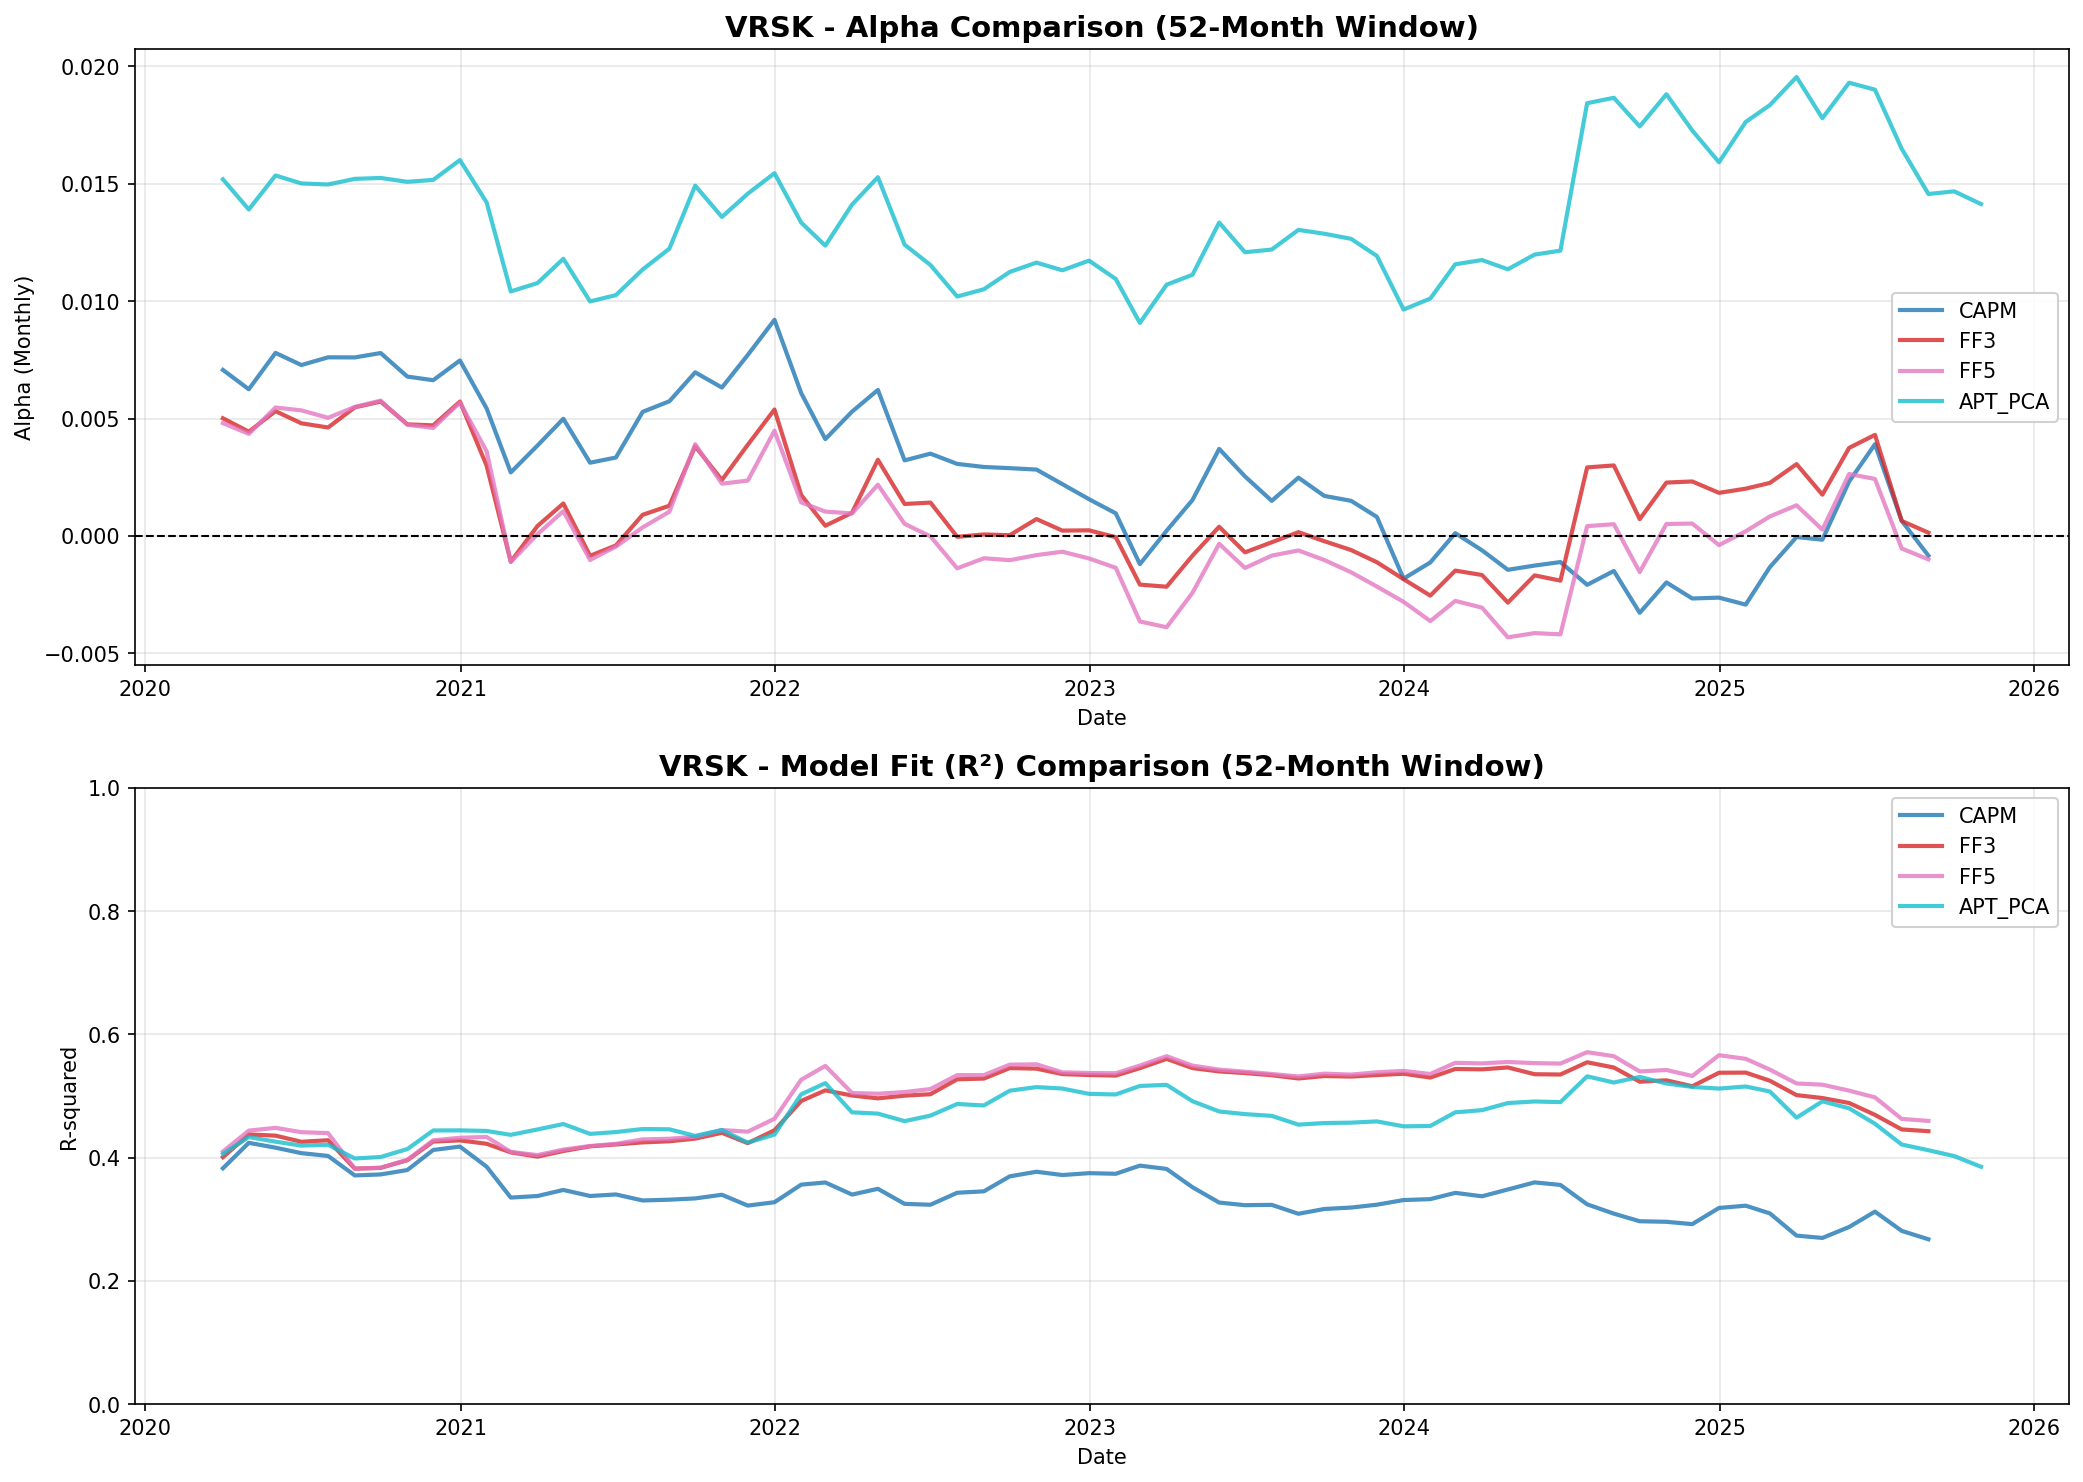 VRSK - Alpha Comparison (52-Month Window)
0.020
0.015
0.010
0.005
0.000
−0.005
Alpha (Monthly)
CAPM
FF3
FF5
APT_PCA
2020 2021 2022 2023 2024 2025 2026
Date
VRSK - Model Fit (R²) Comparison (52-Month Window)
1.0
0.8
0.6
0.4
0.2
0.0
R-squared
CAPM
FF3
FF5
APT_PCA
2020 2021 2022 2023 2024 2025 2026
Date